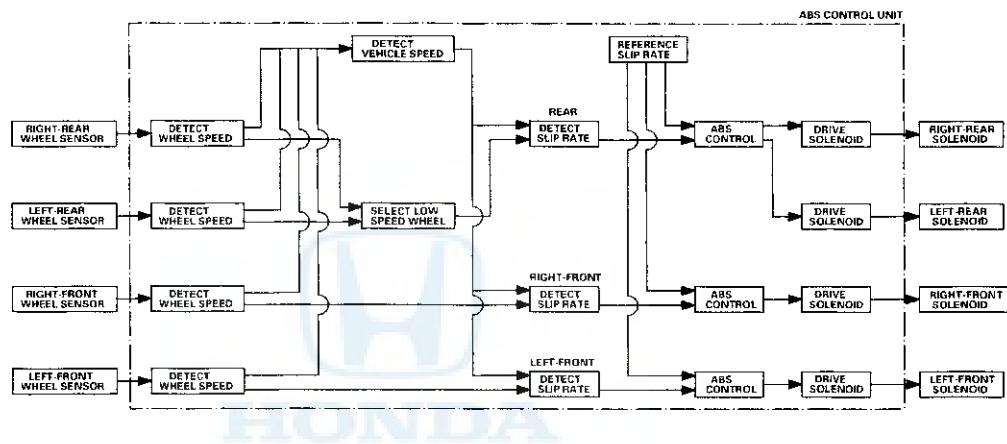 ABS CONTROL UNIT
DETECT
VEHICLE SPEED
REFERENCE
SLIP RATE
REAR
RIGHT-REAR
WHEEL SENSOR
DETECT
WHEEL SPEED
DETECT
SLIP RATE
ABS
CONTROL
DRIVE
SOLENOID
RIGHT-REAR
SOLENOID
LEFT-REAR
WHEEL SENSOR
DETECT
WHEEL SPEED
SELECT LOW
SPEED WHEEL
DRIVE
SOLENOID
LEFT-REAR
SOLENOID
RIGHT-FRONT
RIGHT-FRONT
WHEEL SENSOR
DETECT
WHEEL SPEED
DETECT
SLIP RATE
ABS
CONTROL
DRIVE
SOLENOID
RIGHT-FRONT
SOLENOID
LEFT-FRONT
LEFT-FRONT
WHEEL SENSOR
DETECT
WHEEL SPEED
DETECT
SLIP RATE
ABS
CONTROL
DRIVE
SOLENOID
LEFT-FRONT
SOLENOID
HONDA